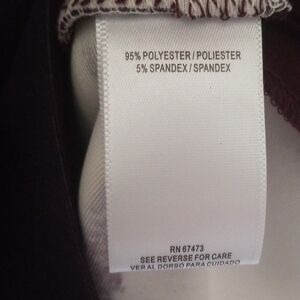 95% POLYESTER / POLIESTER
5% SPANDEX / SPANDEX
RN 67473
SEE REVERSE FOR CARE
VER AL DORSO PARA CUIDADO